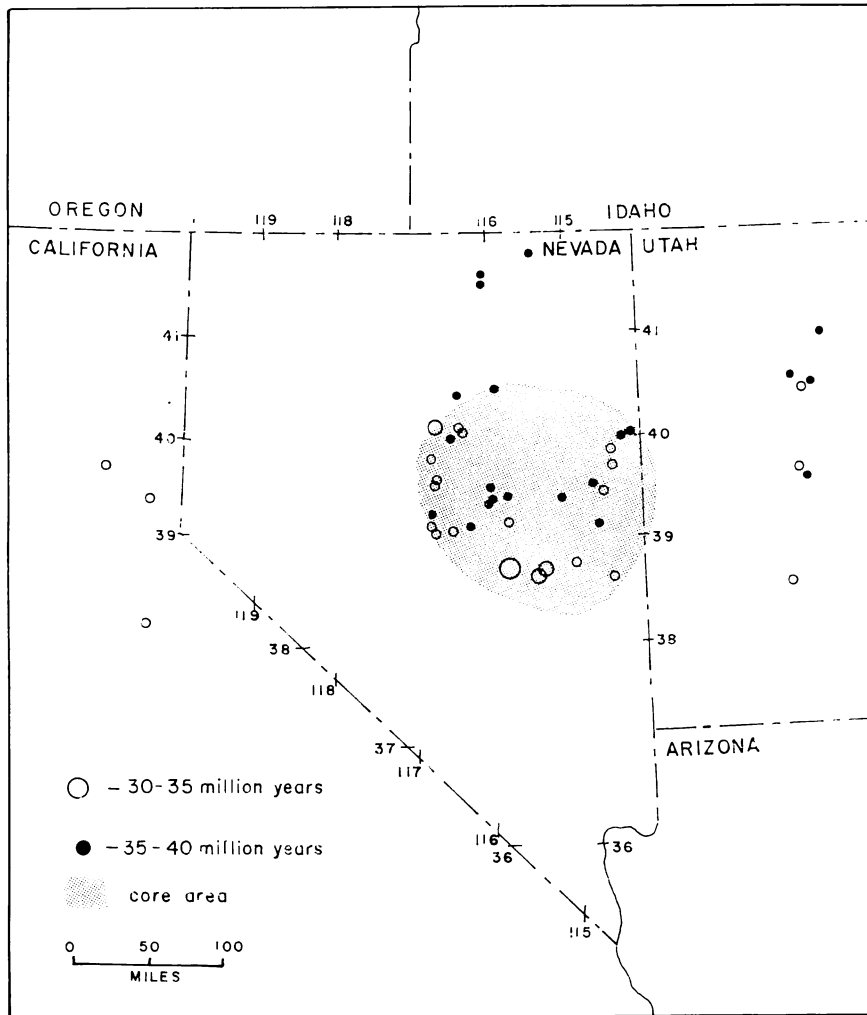 OREGON
119
118
116
115
IDAHO
CALIFORNIA
NEVADA
UTAH
41
41
40
40
39
39
119
38
38
118
ARIZONA
37
117
○ - 30-35 million years
● -35-40 million years
116
36
36
core area
115
0 50 100
MILES